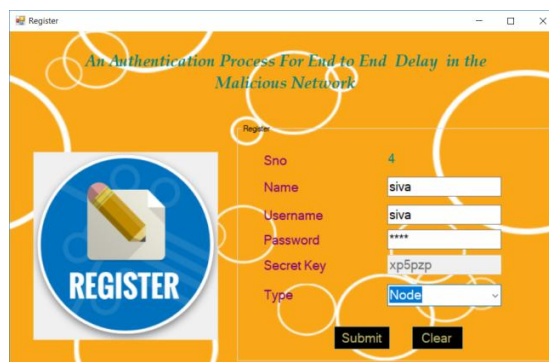 Register
An Authentication Process For End to End Delay in the
Malicious Network
Register
Sno 4
Name siva
Username siva
Password ****
Secret Key xp5pzp
Type Node
REGISTER
Submit Clear